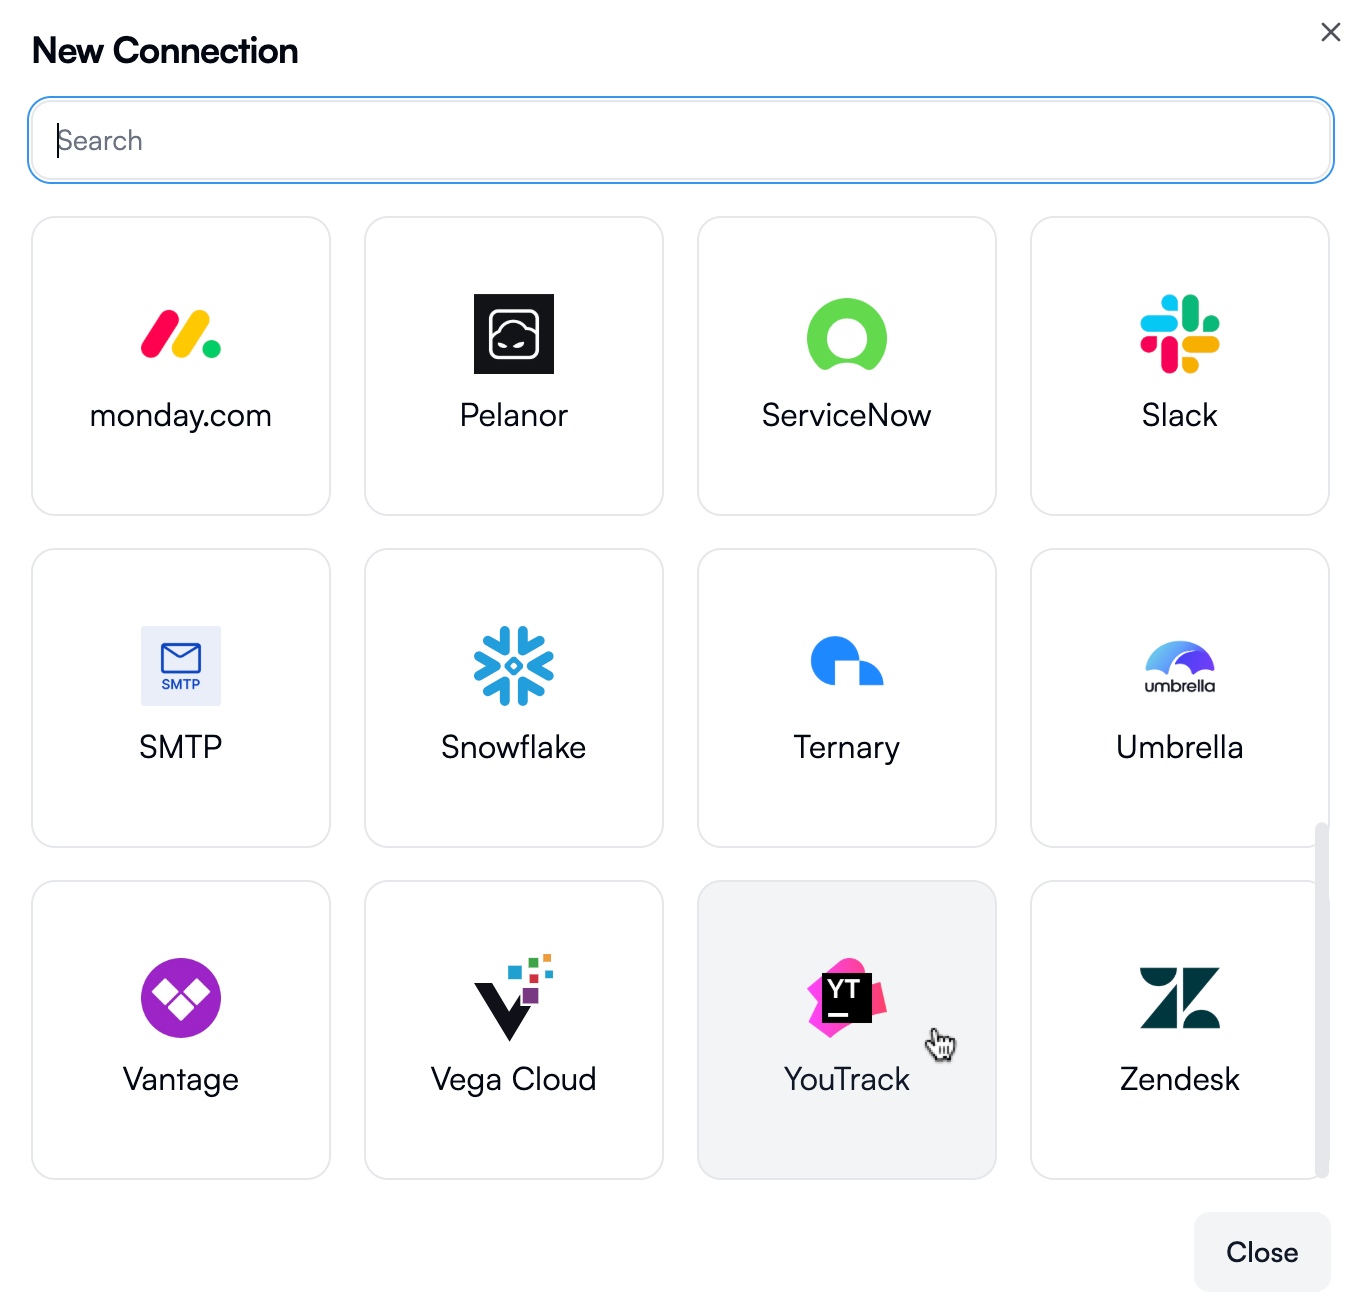 New Connection
Search
monday.com
Pelanor
ServiceNow
Slack
SMTP
umbrella
SMTP
Snowflake
Ternary
Umbrella
YT
Vantage
Vega Cloud
YouTrack
Zendesk
Close